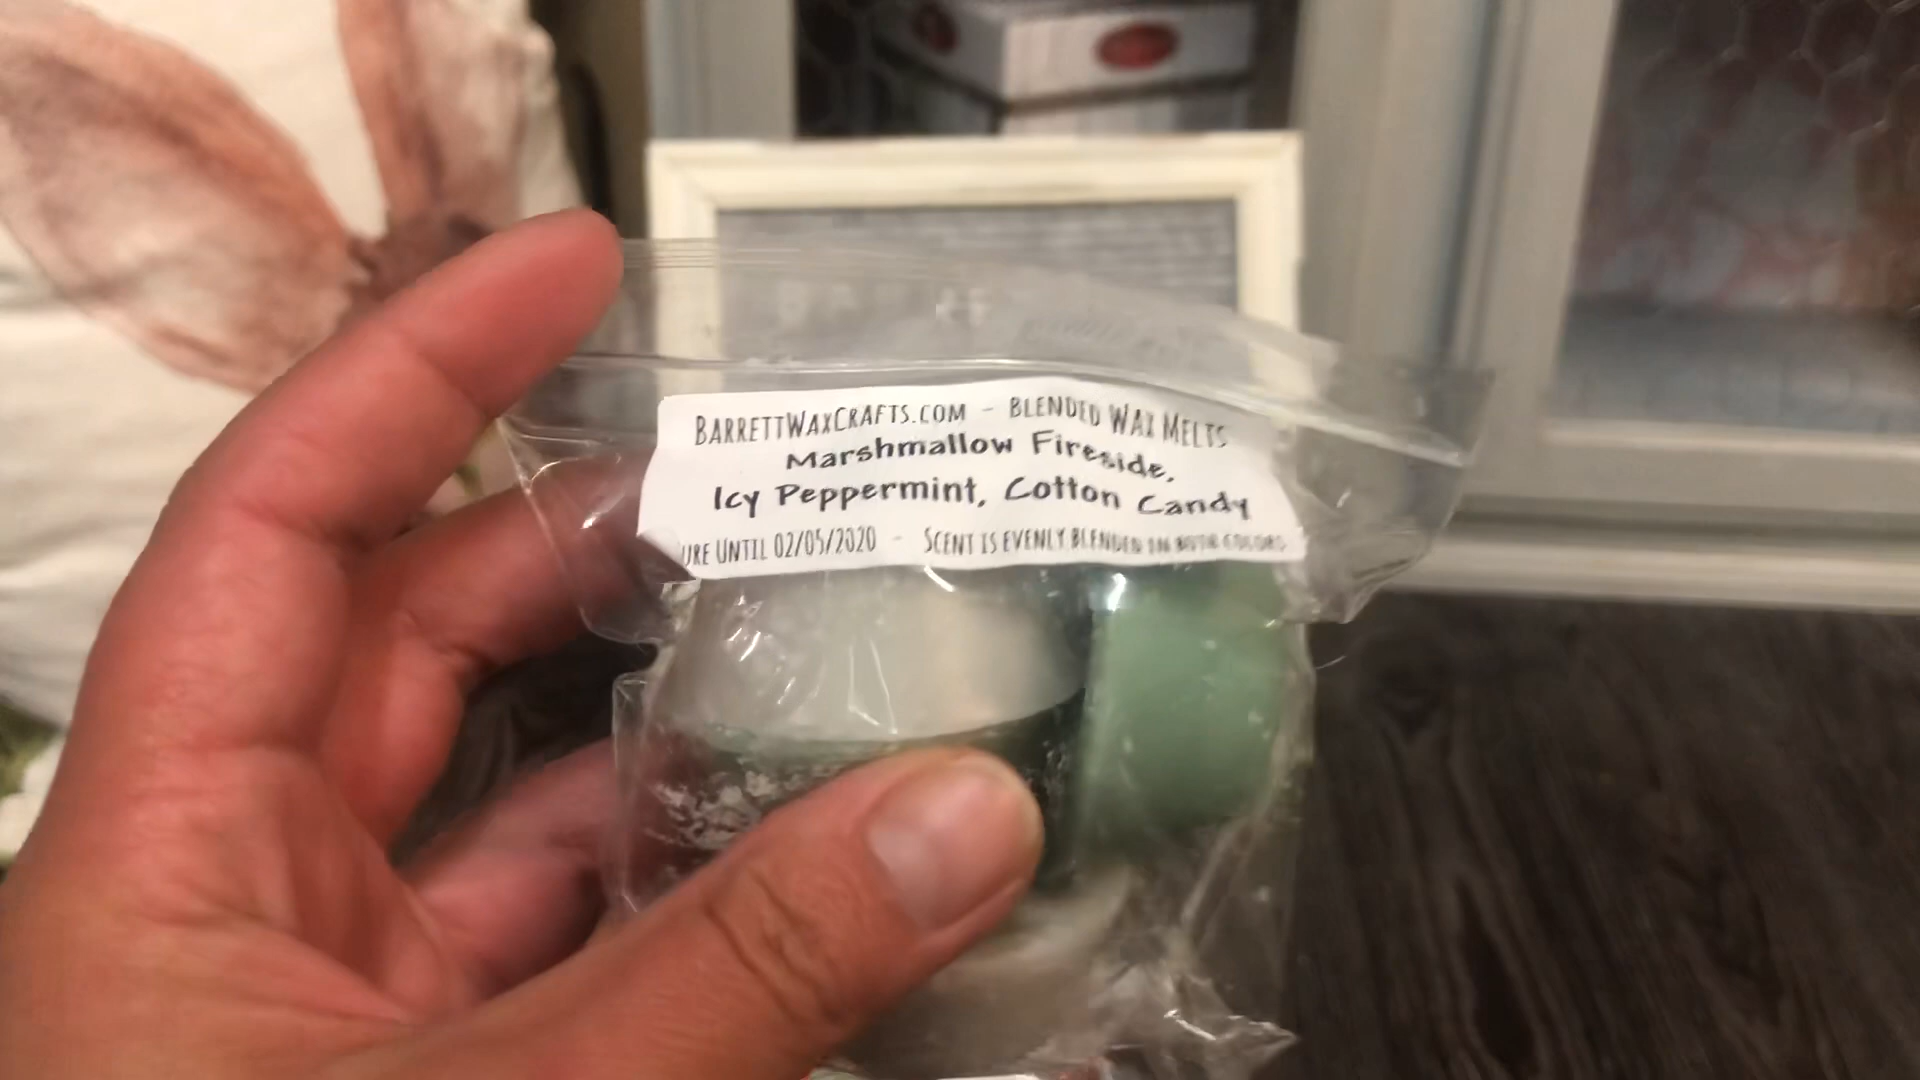 BARRETTWAXCRAFTS.COM - BLENDED WAX MELTS
Marshmallow Fireside,
Icy Peppermint, Cotton Candy
URE UNTIL 02/05/2020 - SCENT IS EVENLY BLENDED IN BOTH COLORS